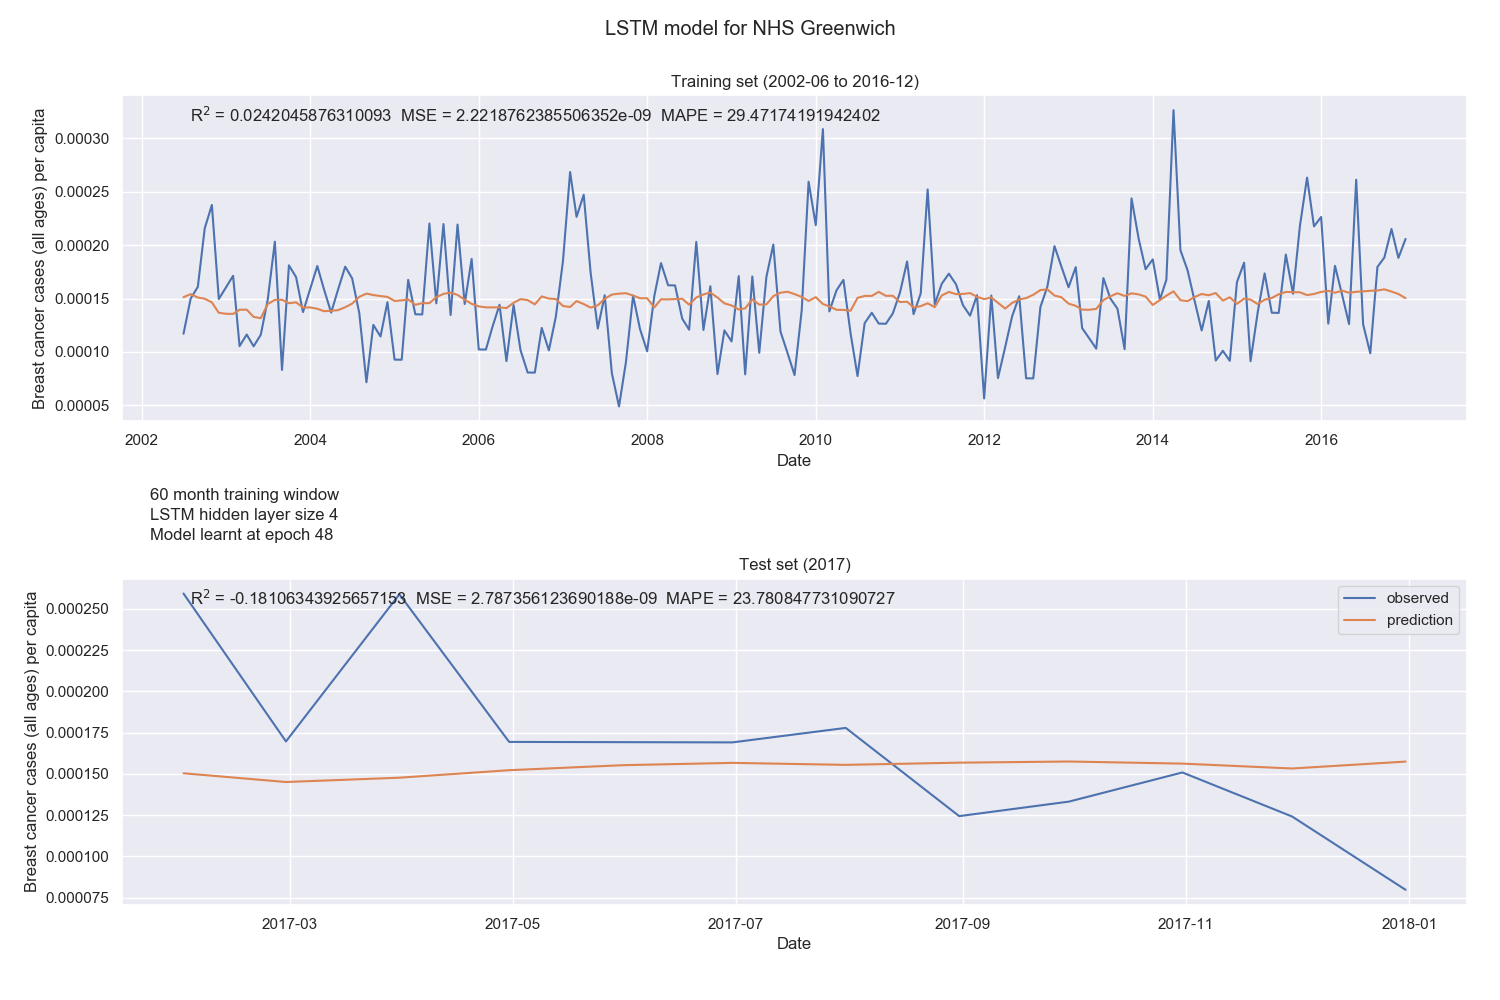 LSTM model for NHS Greenwich
Training set (2002-06 to 2016-12)
R² = 0.0242045876310093 MSE = 2.2218762385506352e-09 MAPE = 29.47174191942402
Breast cancer cases (all ages) per capita
0.00030
0.00025
0.00020
0.00015
0.00010
0.00005
2002 2004 2006 2008 2010 2012 2014 2016
Date
60 month training window
LSTM hidden layer size 4
Model learnt at epoch 48
Test set (2017)
R² = -0.18106343925657153 MSE = 2.787356123690188e-09 MAPE = 23.780847731090727
observed
prediction
Breast cancer cases (all ages) per capita
0.000250
0.000225
0.000200
0.000175
0.000150
0.000125
0.000100
0.000075
2017-03 2017-05 2017-07 2017-09 2017-11 2018-01
Date